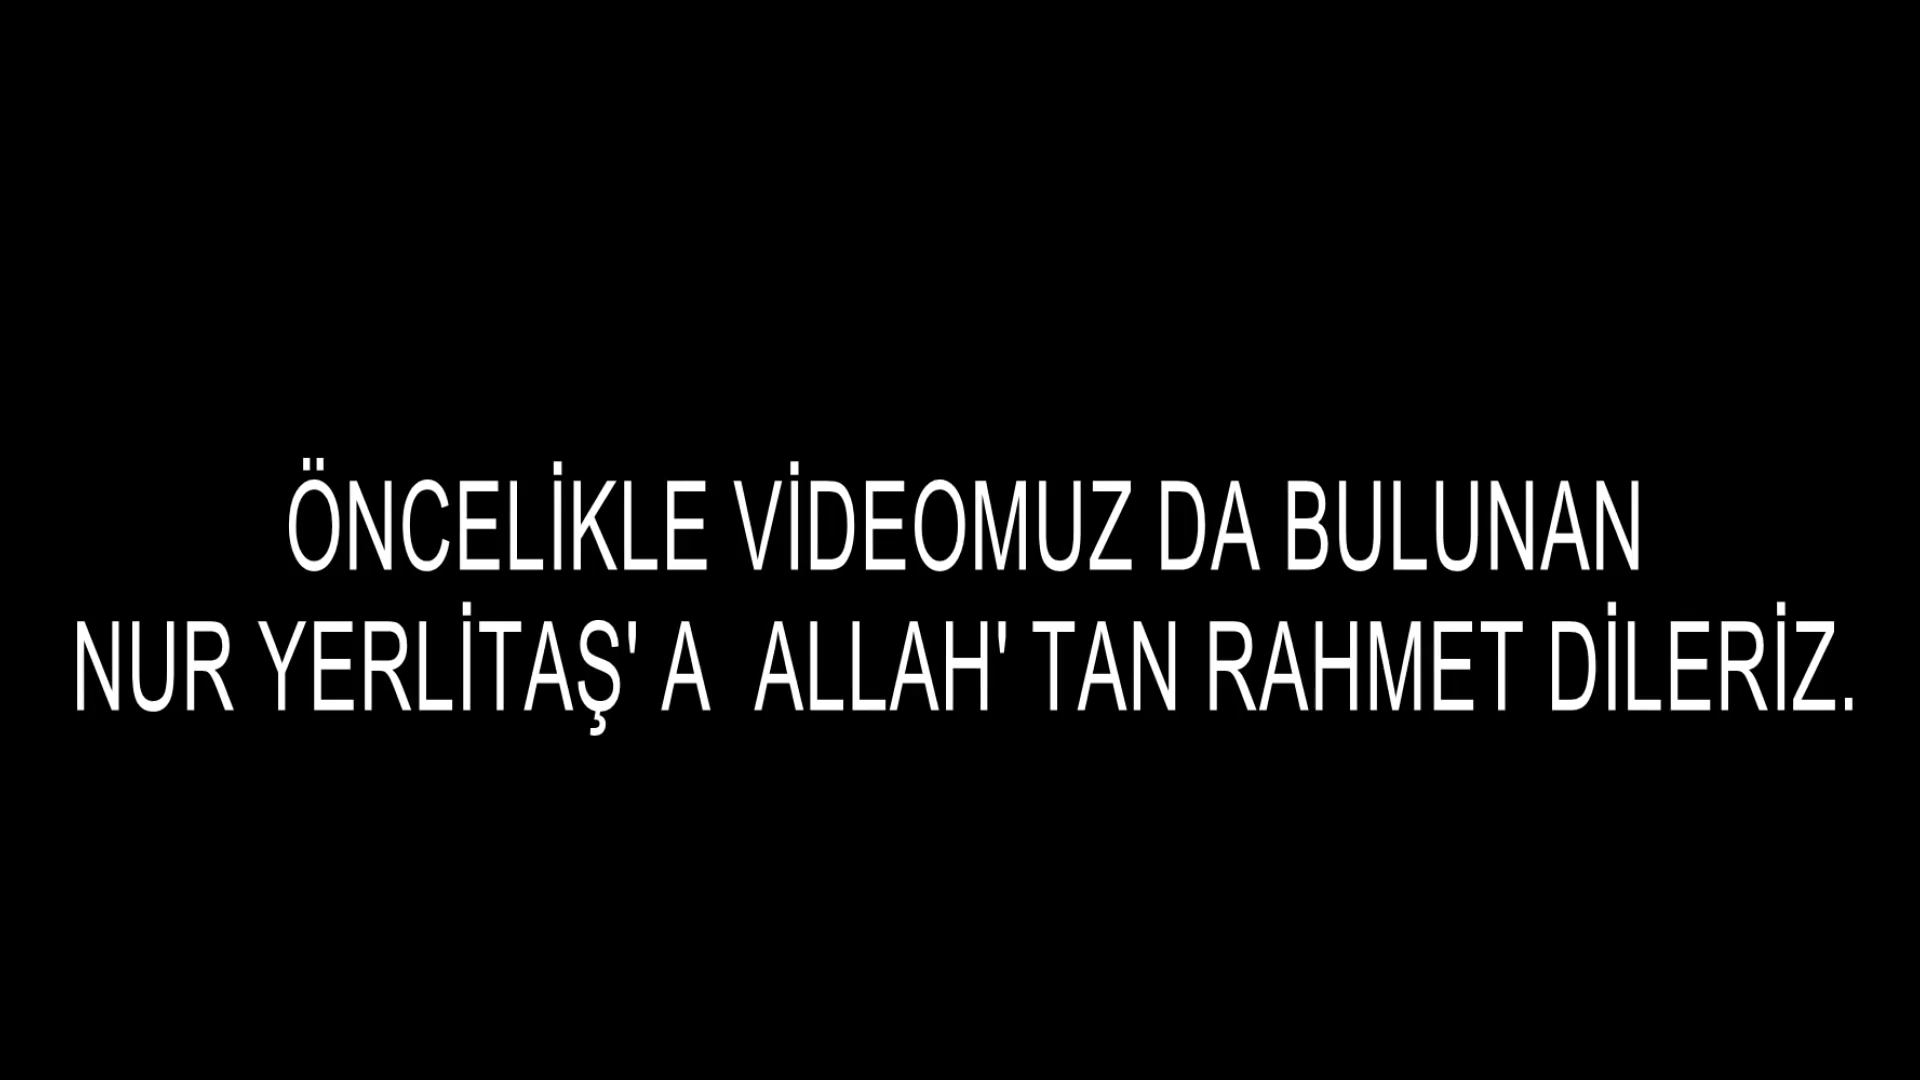 ÖNCELİKLE VİDEOMUZ DA BULUNAN
NUR YERLİTAŞ' A  ALLAH' TAN RAHMET DİLERİZ.